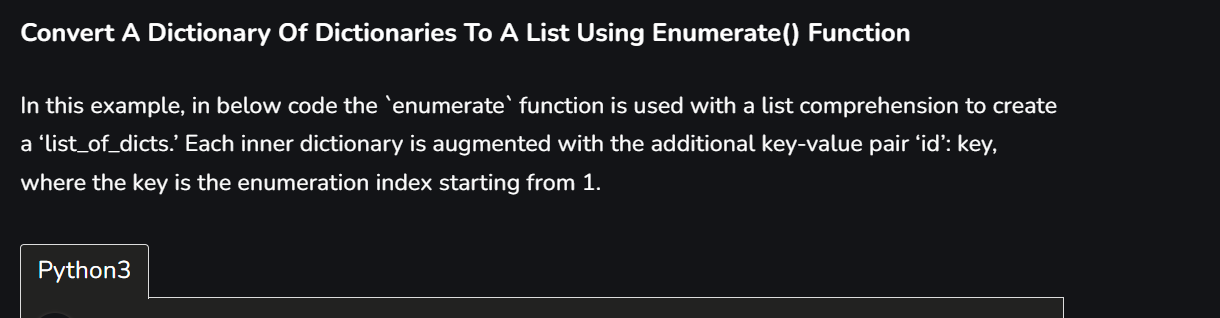 Convert A Dictionary Of Dictionaries To A List Using Enumerate() Function
In this example, in below code the `enumerate` function is used with a list comprehension to create
a ‘list_of_dicts.’ Each inner dictionary is augmented with the additional key-value pair ‘id’: key,
where the key is the enumeration index starting from 1.
Python3